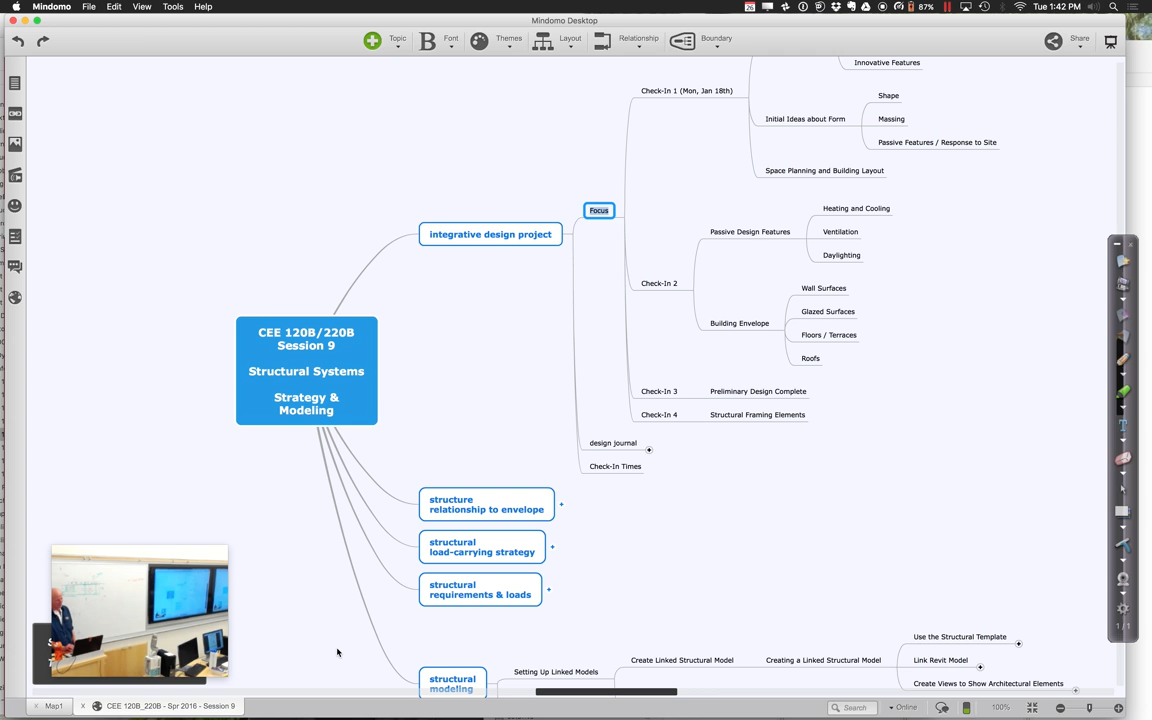 Mindomo File Edit View Tools Help
26
87%
Tue 1:42 PM
Mindomo Desktop
Topic
Font
Themes
Layout
Relationship
Boundary
Share
Innovative Features
Check-In 1 (Mon, Jan 18th)
Shape
Initial Ideas about Form
Massing
Passive Features / Response to Site
Space Planning and Building Layout
Focus
integrative design project
Heating and Cooling
Passive Design Features
Ventilation
Daylighting
Check-In 2
Wall Surfaces
Building Envelope
Glazed Surfaces
Floors / Terraces
Roofs
CEE 120B/220B
Session 9
Structural Systems
Strategy &
Modeling
Check-In 3
Preliminary Design Complete
Check-In 4
Structural Framing Elements
design journal
Check-In Times
structure
relationship to envelope
structural
load-carrying strategy
structural
requirements & loads
structural
modeling
Setting Up Linked Models
Create Linked Structural Model
Creating a Linked Structural Model
Use the Structural Template
Link Revit Model
Create Views to Show Architectural Elements
1 / 1
Map1
CEE 120B_220B - Spr 2016 - Session 9
Search
Online
100%